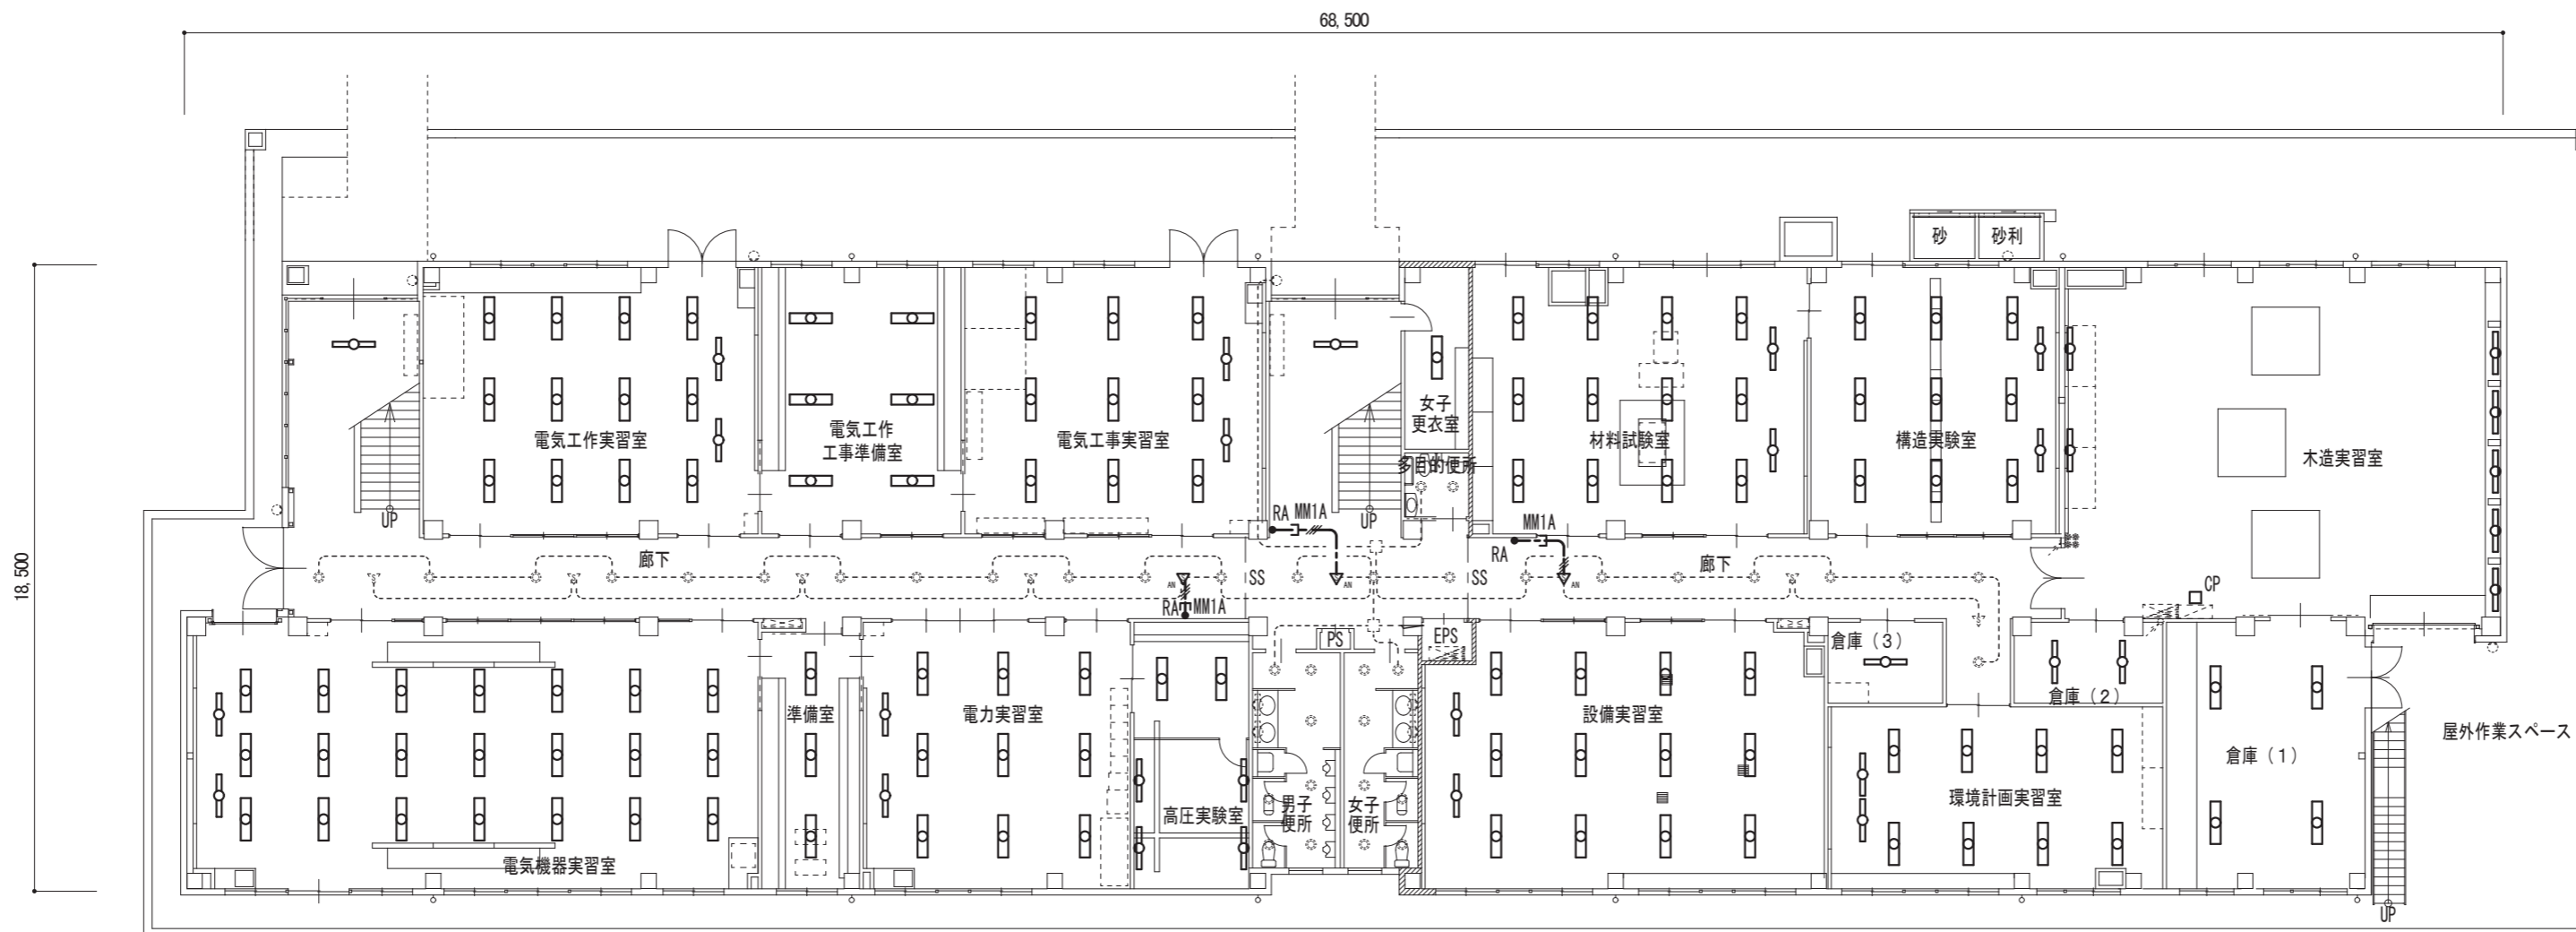 68,500
18,500
砂
砂利
電気工作実習室
電気工作
工事準備室
電気工事実習室
女子
更衣室
多目的便所
材料試験室
構造実験室
木造実習室
UP
RA MM1A
UP
MM1A
RA
廊下
SS
SS
廊下
AN
AN
AN
RA MM1A
CP
PS
EPS
倉庫（3）
倉庫（2）
準備室
電力実習室
設備実習室
倉庫（1）
屋外作業スペース
環境計画実習室
高圧実験室
男子
便所
女子
便所
電気機器実習室
UP